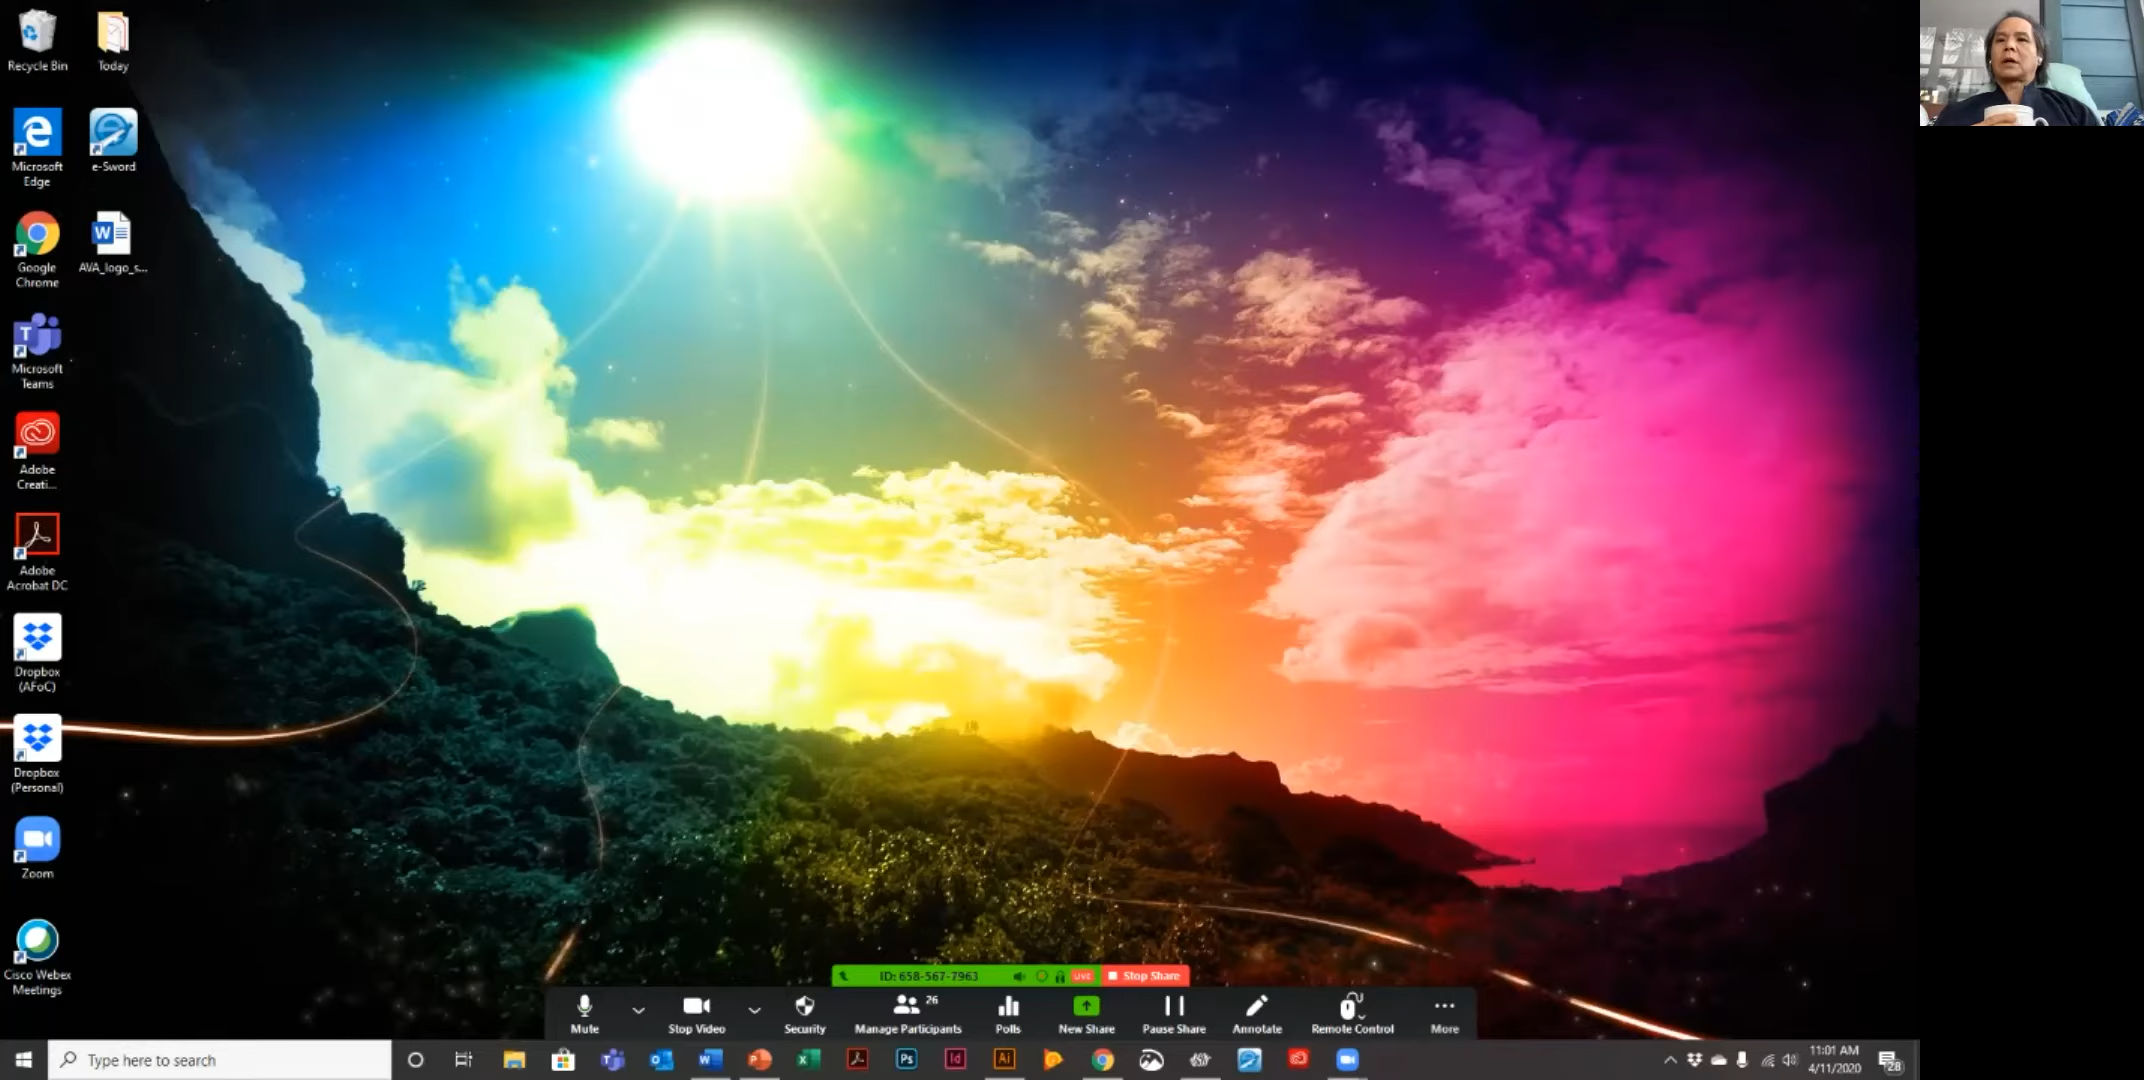 Recycle Bin
Today
Microsoft
Edge
e-Sword
Google
Chrome
AVA_logo_s...
Microsoft
Teams
Adobe
Creati...
Adobe
Acrobat DC
Dropbox
(AFoC)
Dropbox
(Personal)
Zoom
Cisco Webex
Meetings
ID: 658-567-7963
LIVE
Stop Share
Mute
Stop Video
Security
26
Manage Participants
Polls
New Share
Pause Share
Annotate
Remote Control
More
Type here to search
11:01 AM
4/11/2020
28